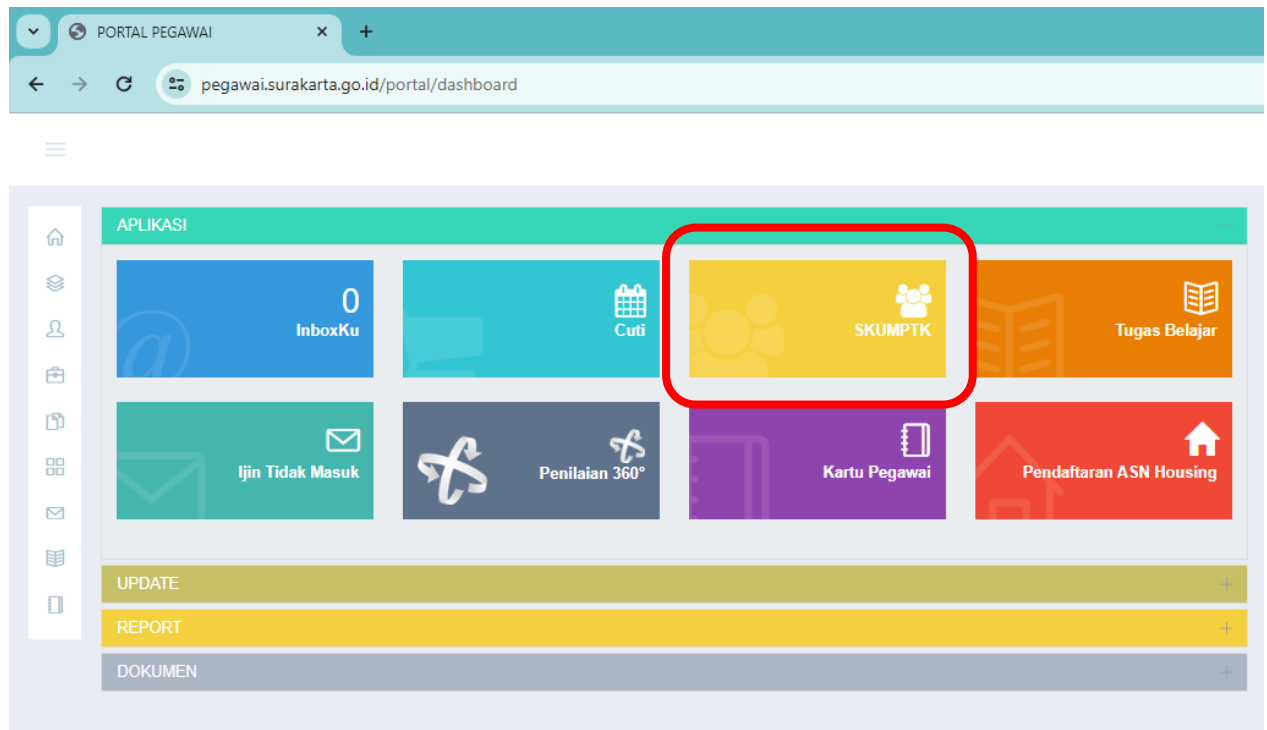 PORTAL PEGAWAI
pegawai.surakarta.go.id/portal/dashboard
APLIKASI
0
InboxKu
Cuti
SKUMPTK
Tugas Belajar
Ijin Tidak Masuk
Penilaian 360°
Kartu Pegawai
Pendaftaran ASN Housing
UPDATE
REPORT
DOKUMEN